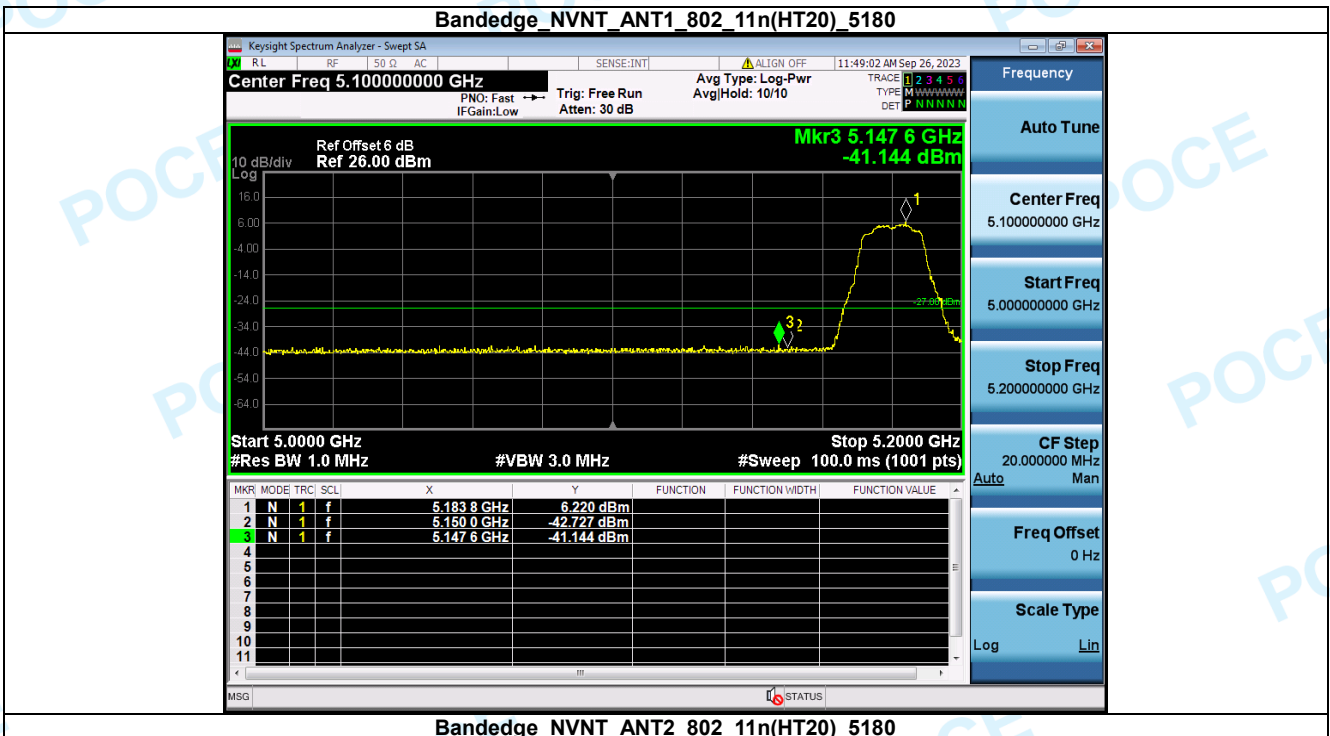 Bandedge_NVNT_ANT1_802_11n(HT20)_5180
Keysight Spectrum Analyzer - Swept SA
LXI RL RF 50 Ω AC SENSE:INT ALIGN OFF 11:49:02 AM Sep 26, 2023
Center Freq 5.100000000 GHz
PNO: Fast
IFGain:Low
Trig: Free Run
Atten: 30 dB
Avg Type: Log-Pwr
Avg|Hold: 10/10
TRACE 1 2 3 4 5 6
TYPE M WWWWW
DET P N N N N N
Mkr3 5.147 6 GHz
-41.144 dBm
Ref Offset 6 dB
10 dB/div Ref 26.00 dBm
Log
16.0
6.00
-4.00
-14.0
-24.0
-34.0
-44.0
-54.0
-64.0
1
-27.00 dBm
3 2
Start 5.0000 GHz Stop 5.2000 GHz
#Res BW 1.0 MHz #VBW 3.0 MHz #Sweep 100.0 ms (1001 pts)
MKR MODE TRC SCL X Y FUNCTION FUNCTION WIDTH FUNCTION VALUE
1 N 1 f 5.183 8 GHz 6.220 dBm
2 N 1 f 5.150 0 GHz -42.727 dBm
3 N 1 f 5.147 6 GHz -41.144 dBm
4
5
6
7
8
9
10
11
MSG STATUS
Frequency
Auto Tune
Center Freq
5.100000000 GHz
Start Freq
5.000000000 GHz
Stop Freq
5.200000000 GHz
CF Step
20.000000 MHz
Auto Man
Freq Offset
0 Hz
Scale Type
Log Lin
Bandedge_NVNT_ANT2_802_11n(HT20)_5180
POCE
POCE
POCE